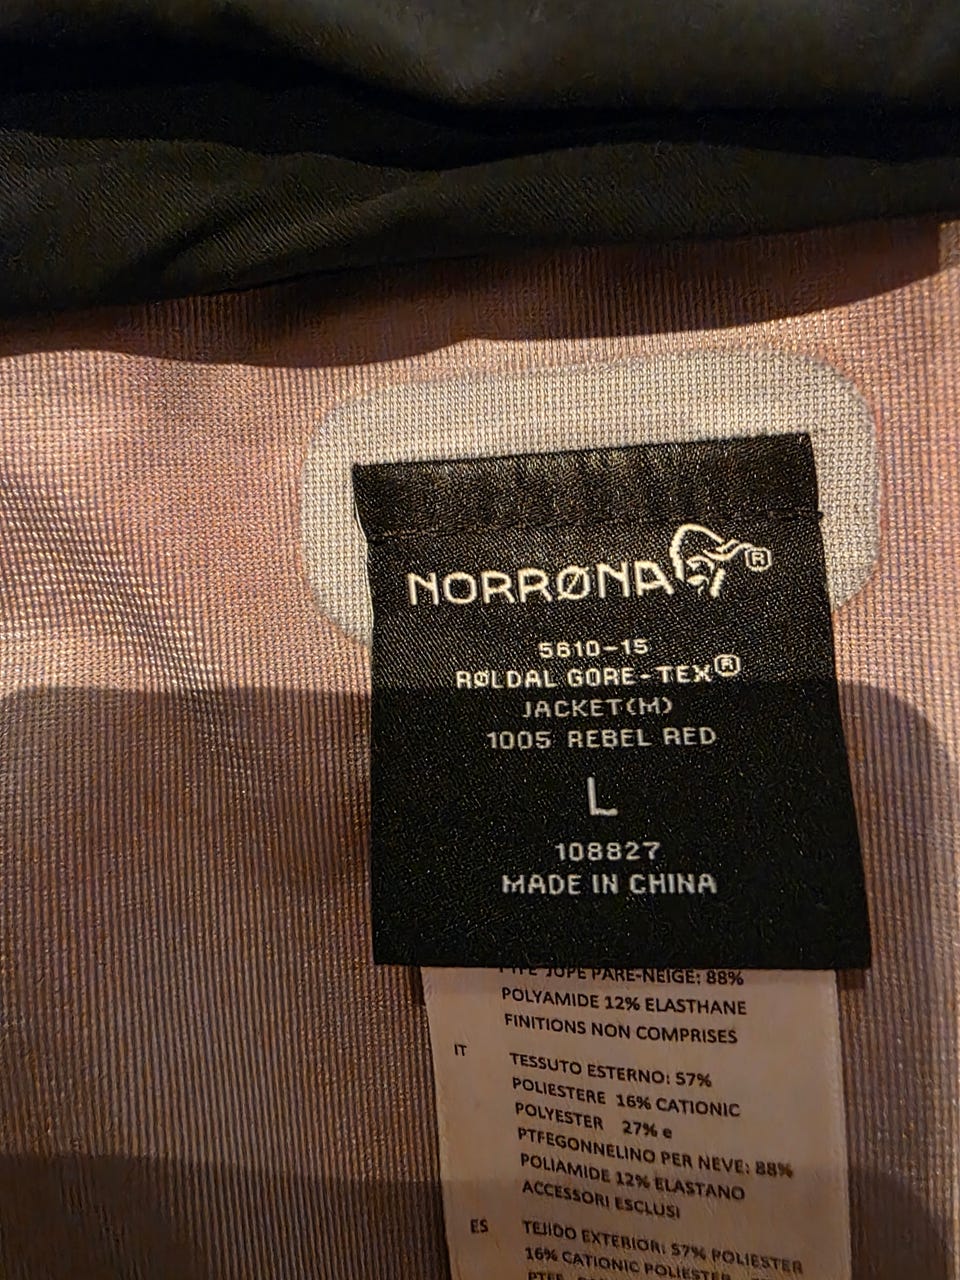 NORRØNA®
5610-15
RØLDAL GORE-TEX®
JACKET(M)
1005 REBEL RED
L
108827
MADE IN CHINA
PTFE JUPE PARE-NEIGE: 88%
POLYAMIDE 12% ELASTHANE
FINITIONS NON COMPRISES
IT
TESSUTO ESTERNO: 57%
POLIESTERE 16% CATIONIC
POLYESTER 27% e
PTFEGONNELINO PER NEVE: 88%
POLIAMIDE 12% ELASTANO
ACCESSORI ESCLUSI
ES
TEJIDO EXTERIOR: 57% POLIESTER
16% CATIONIC POLIESTER